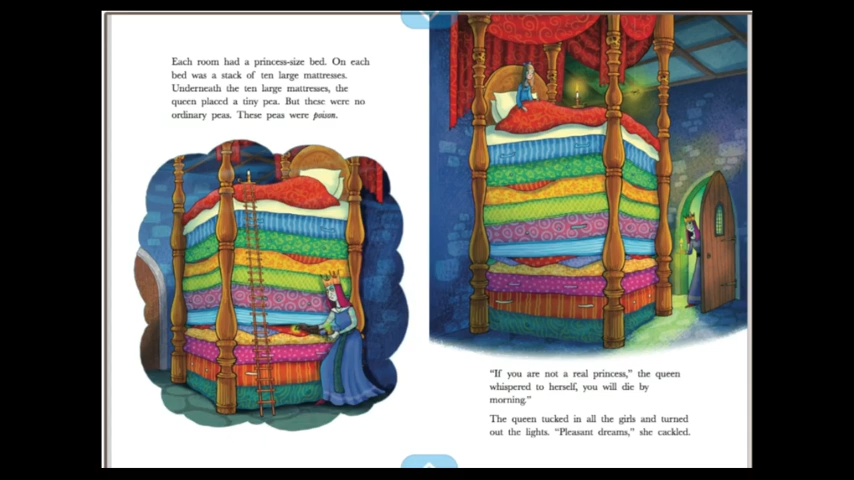 Each room had a princess-size bed. On each
bed was a stack of ten large mattresses.
Underneath the ten large mattresses, the
queen placed a tiny pea. But these were no
ordinary peas. These peas were poison.
“If you are not a real princess,” the queen
whispered to herself, you will die by
morning.”
The queen tucked in all the girls and turned
out the lights. “Pleasant dreams,” she cackled.